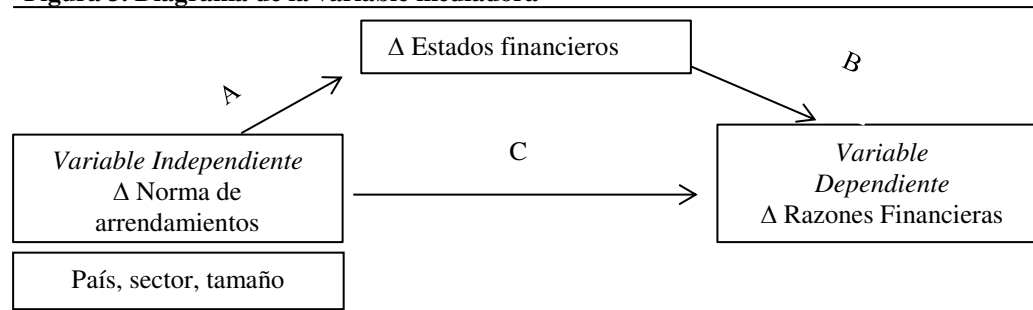 Figura 3. Diagrama de la variable mediadora
Δ Estados financieros
A
B
Variable Independiente
Δ Norma de
arrendamientos
C
Variable
Dependiente
Δ Razones Financieras
País, sector, tamaño